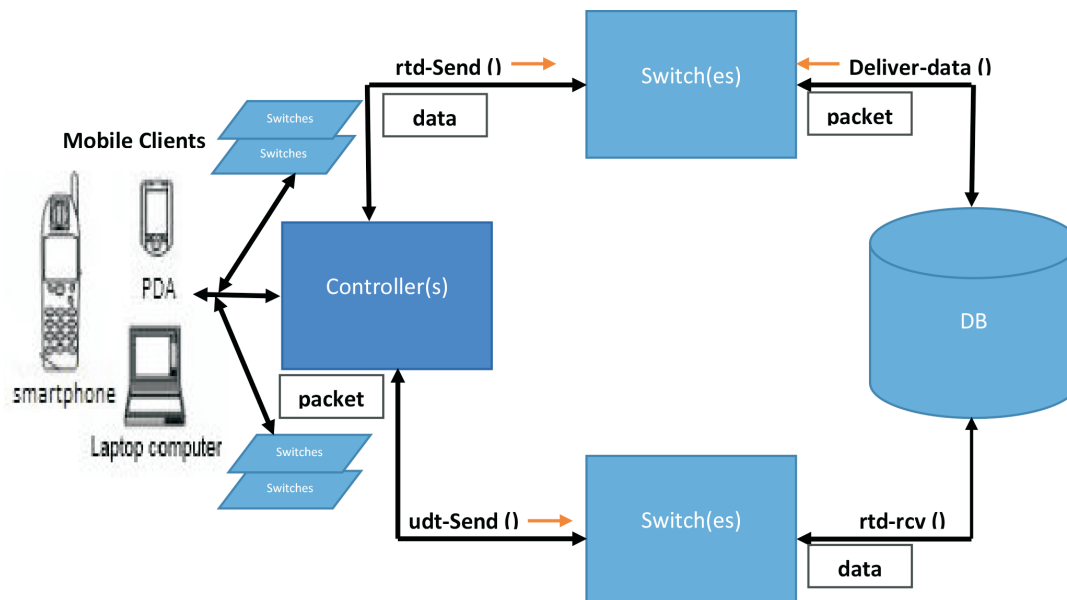 rtd-Send ()
Switch(es)
Deliver-data ()
data
packet
Switches
Switches
Mobile Clients
PDA
smartphone
Laptop computer
Controller(s)
DB
packet
Switches
Switches
udt-Send ()
Switch(es)
rtd-rcv ()
data